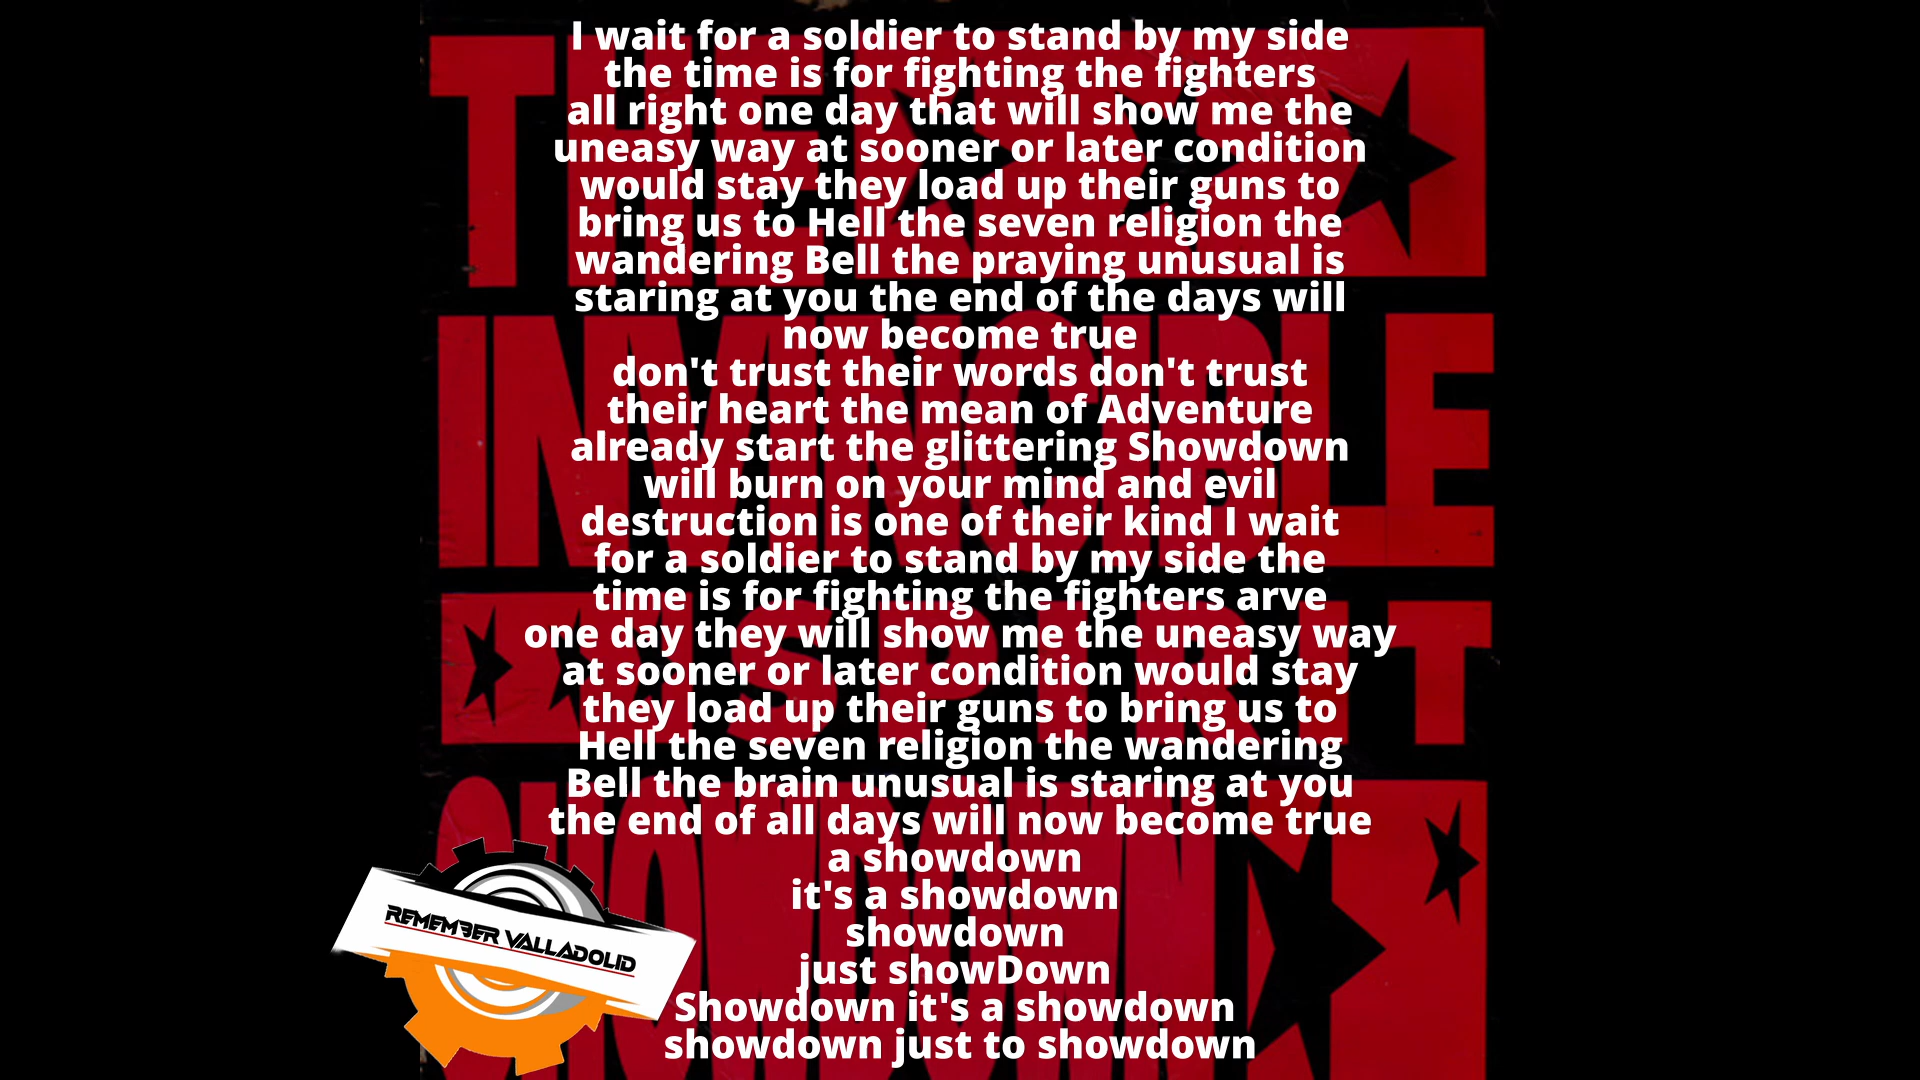 I wait for a soldier to stand by my side
the time is for fighting the fighters
all right one day that will show me the
uneasy way at sooner or later condition
would stay they load up their guns to
bring us to Hell the seven religion the
wandering Bell the praying unusual is
staring at you the end of the days will
now become true
don't trust their words don't trust
their heart the mean of Adventure
already start the glittering Showdown
will burn on your mind and evil
destruction is one of their kind I wait
for a soldier to stand by my side the
time is for fighting the fighters arve
one day they will show me the uneasy way
at sooner or later condition would stay
they load up their guns to bring us to
Hell the seven religion the wandering
Bell the brain unusual is staring at you
the end of all days will now become true
a showdown
it's a showdown
showdown
just showDown
Showdown it's a showdown
showdown just to showdown
THE
INVINCIBLE
SPIRIT
SHOWDOWN
REMEMBER VALLADOLID